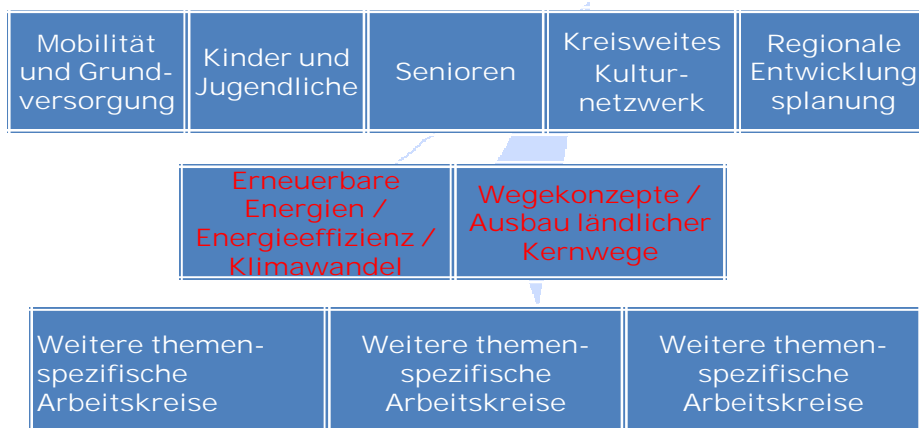 Mobilität
und Grund-
versorgung
Kinder und
Jugendliche
Senioren
Kreisweites
Kultur-
netzwerk
Regionale
Entwicklung
splanung
Erneuerbare
Energien /
Energieeffizienz /
Klimawandel
Wegekonzepte /
Ausbau ländlicher
Kernwege
Weitere themen-
spezifische
Arbeitskreise
Weitere themen-
spezifische
Arbeitskreise
Weitere themen-
spezifische
Arbeitskreise